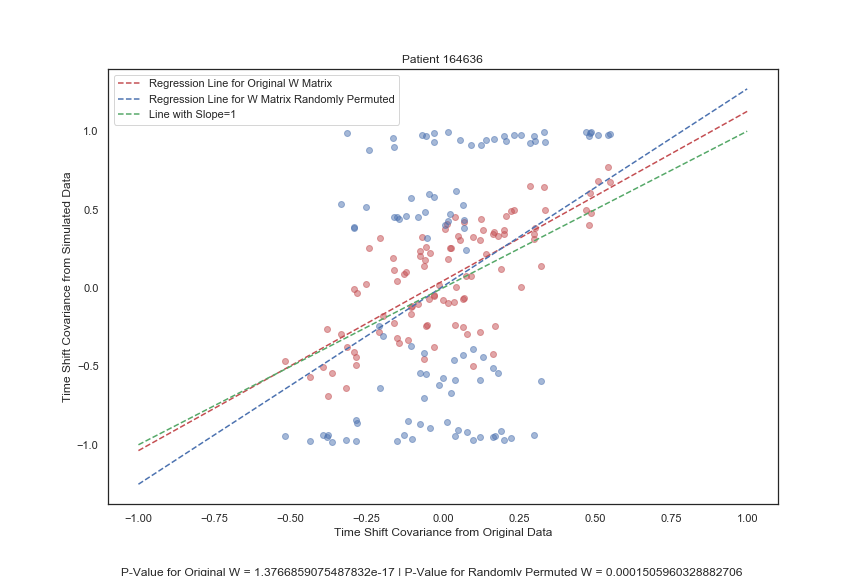 Patient 164636
Regression Line for Original W Matrix
Regression Line for W Matrix Randomly Permuted
Line with Slope=1
1.0
0.5
0.0
−0.5
−1.0
Time Shift Covariance from Simulated Data
−1.00 −0.75 −0.50 −0.25 0.00 0.25 0.50 0.75 1.00
Time Shift Covariance from Original Data
P-Value for Original W = 1.3766859075487832e-17 | P-Value for Randomly Permuted W = 0.0001505960328882706